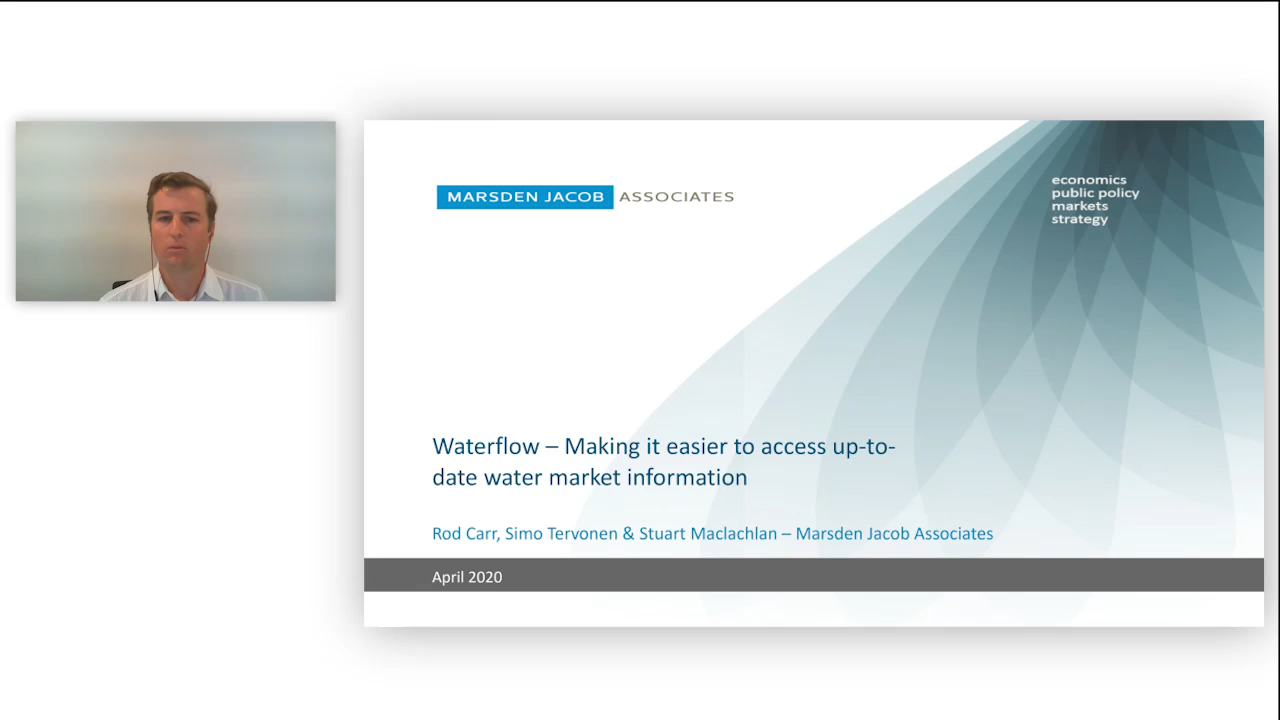 MARSDEN JACOB ASSOCIATES
economics
public policy
markets
strategy
Waterflow – Making it easier to access up-to-
date water market information
Rod Carr, Simo Tervonen & Stuart Maclachlan – Marsden Jacob Associates
April 2020